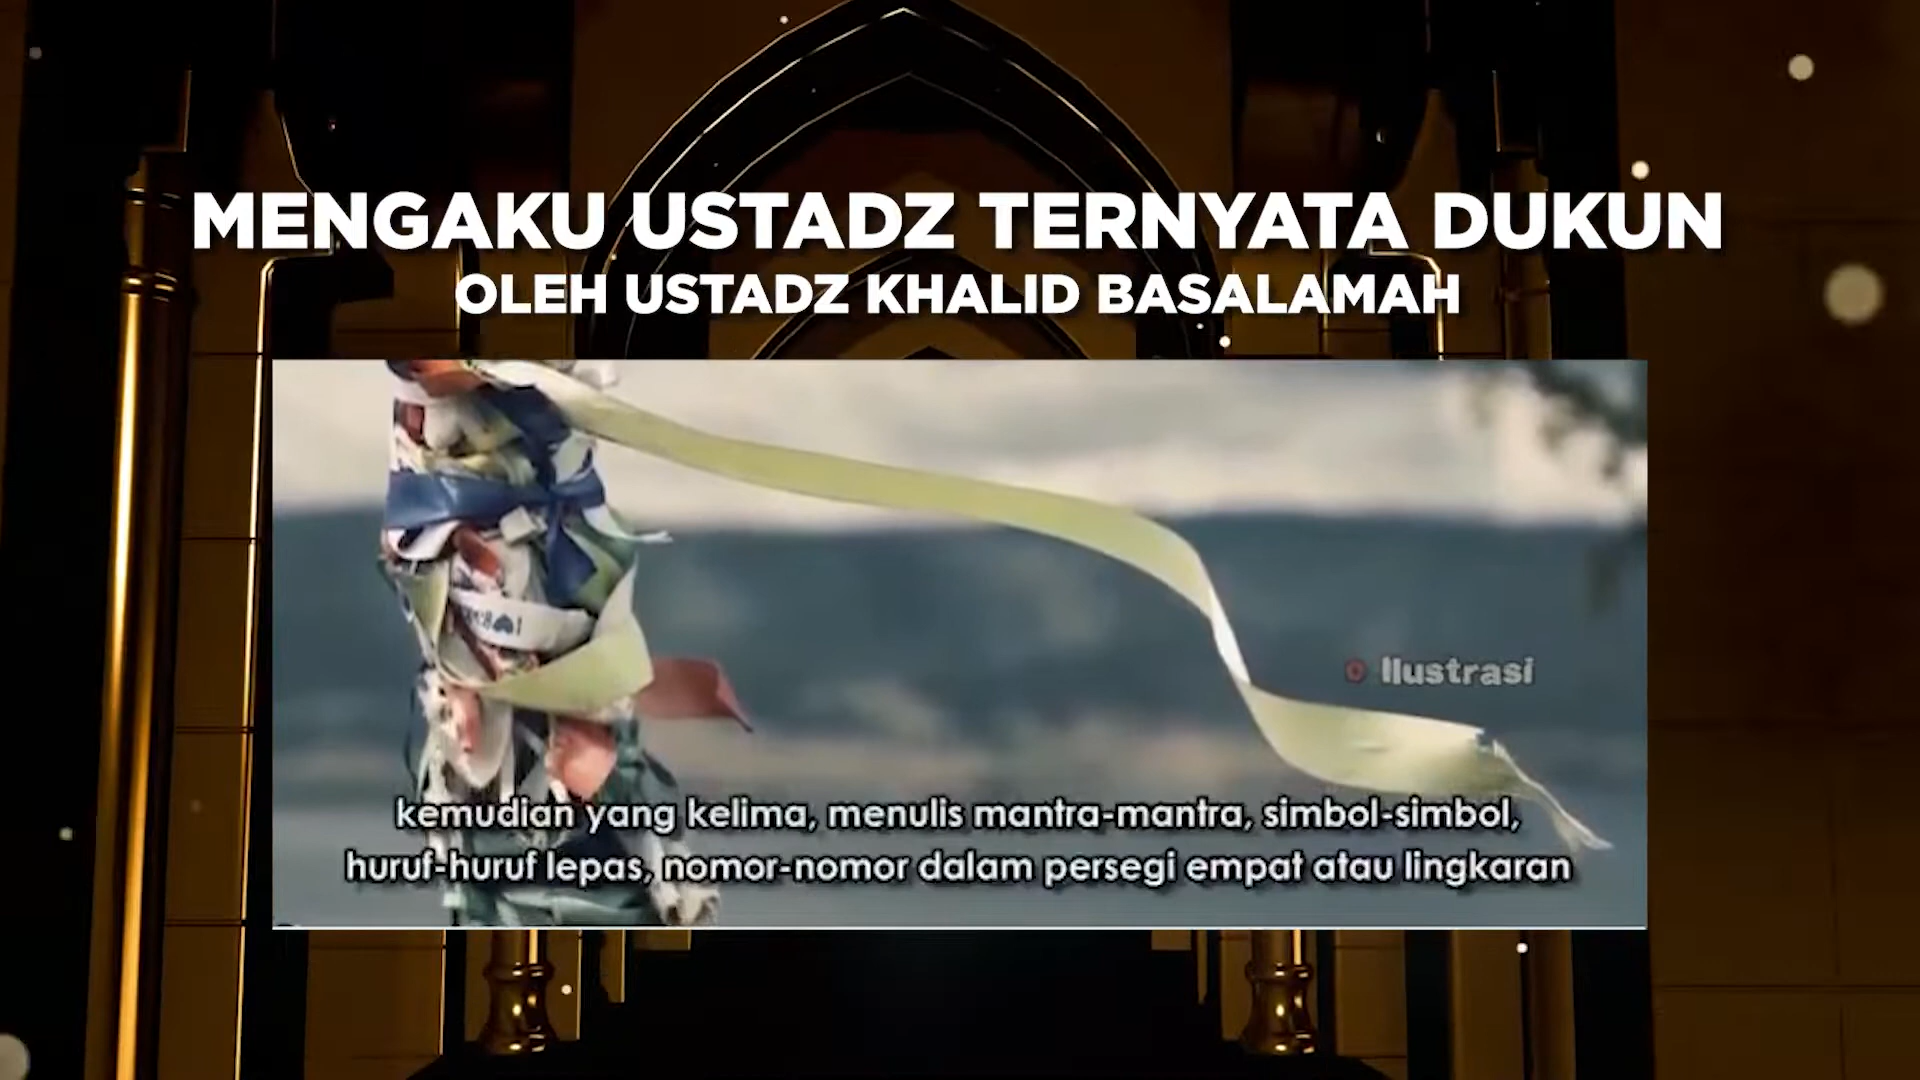 MENGAKU USTADZ TERNYATA DUKUN
OLEH USTADZ KHALID BASALAMAH
Ilustrasi
kemudian yang kelima, menulis mantra-mantra, simbol-simbol,
huruf-huruf lepas, nomor-nomor dalam persegi empat atau lingkaran